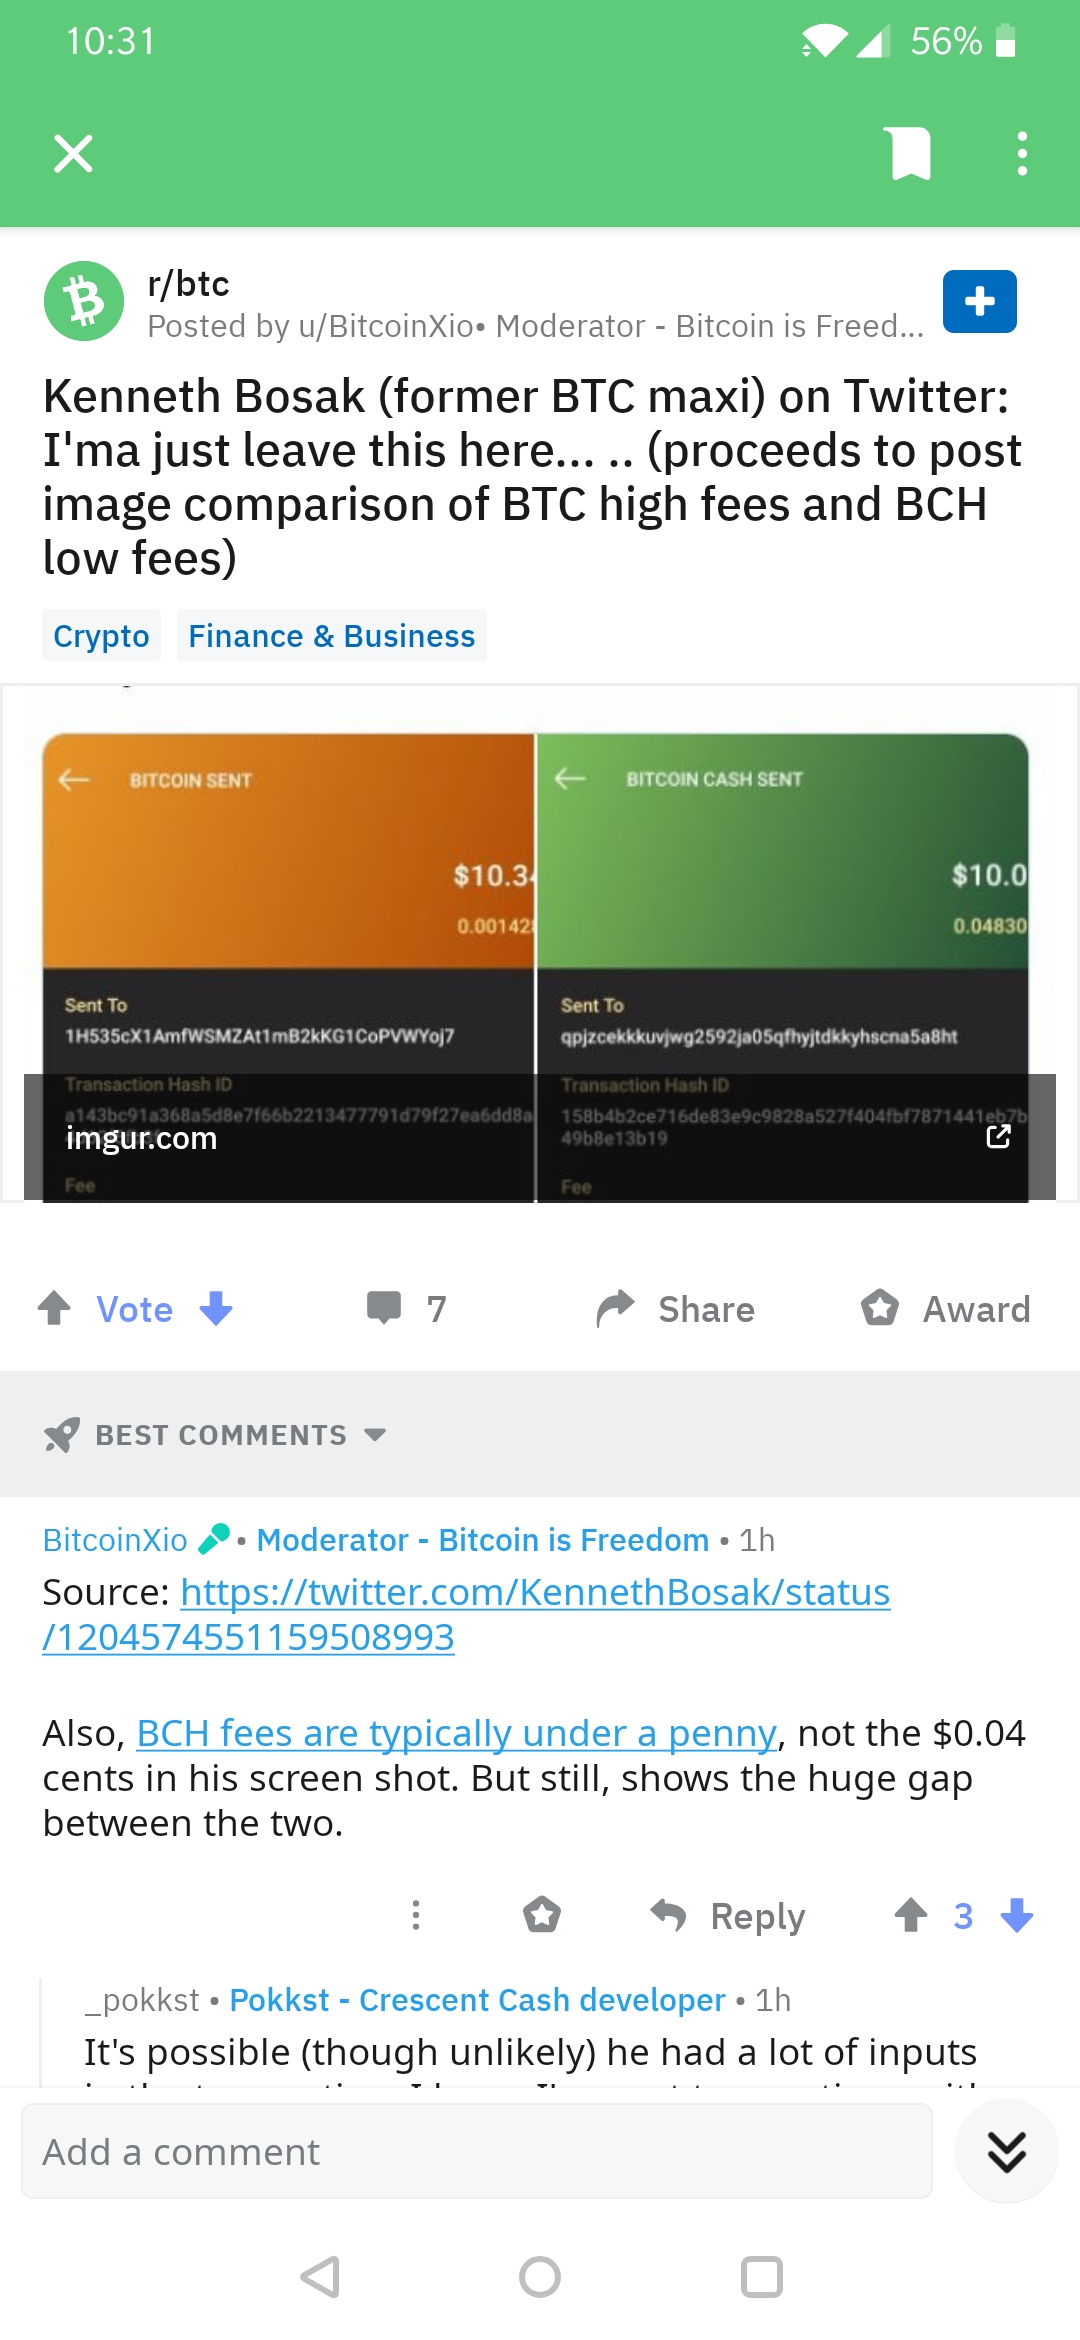 10:31
56%
r/btc
Posted by u/BitcoinXio• Moderator - Bitcoin is Freed...
Kenneth Bosak (former BTC maxi) on Twitter:
I'ma just leave this here... .. (proceeds to post
image comparison of BTC high fees and BCH
low fees)
Crypto Finance & Business
BITCOIN SENT
$10.34
0.00142
Sent To
1H535cX1AmfWSMZAt1mB2kKG1CoPVWYoj7
Transaction Hash ID
a143bc91a368a5d8e7f66b2213477791d79f27ea6dd8a
Fee
BITCOIN CASH SENT
$10.0
0.04830
Sent To
qpjzcekkkuvjwg2592ja05qfhyjtdkkyhscna5a8ht
Transaction Hash ID
158b4b2ce716de83e9c9828a527f404fbf7871441eb7b
49b8e13b19
Fee
imgur.com
Vote 7 Share Award
BEST COMMENTS
BitcoinXio • Moderator - Bitcoin is Freedom • 1h
Source: https://twitter.com/KennethBosak/status
/1204574551159508993
Also, BCH fees are typically under a penny, not the $0.04
cents in his screen shot. But still, shows the huge gap
between the two.
Reply 3
_pokkst • Pokkst - Crescent Cash developer • 1h
It's possible (though unlikely) he had a lot of inputs
Add a comment